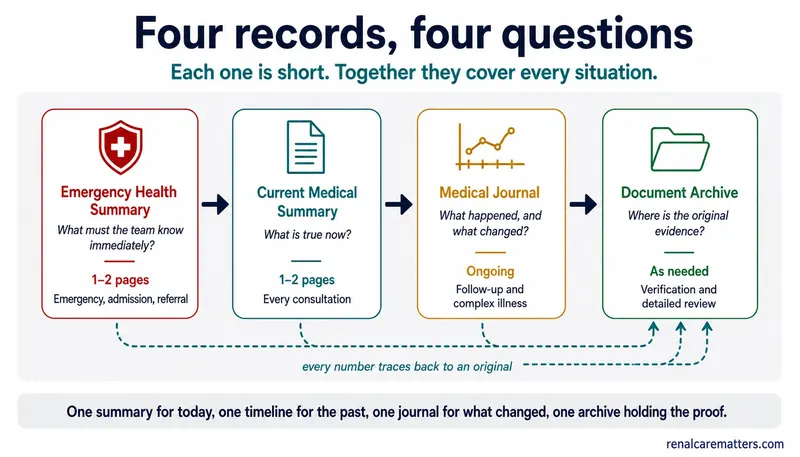 Four records, four questions
Each one is short. Together they cover every situation.
Emergency Health
Summary
What must the team know
immediately?
1–2 pages
Emergency, admission, referral
Current Medical
Summary
What is true now?
1–2 pages
Every consultation
Medical Journal
What happened, and
what changed?
Ongoing
Follow-up and
complex illness
Document Archive
Where is the original
evidence?
As needed
Verification and
detailed review
every number traces back to an original
One summary for today, one timeline for the past, one journal for what changed, one archive holding the proof.
renalcarematters.com